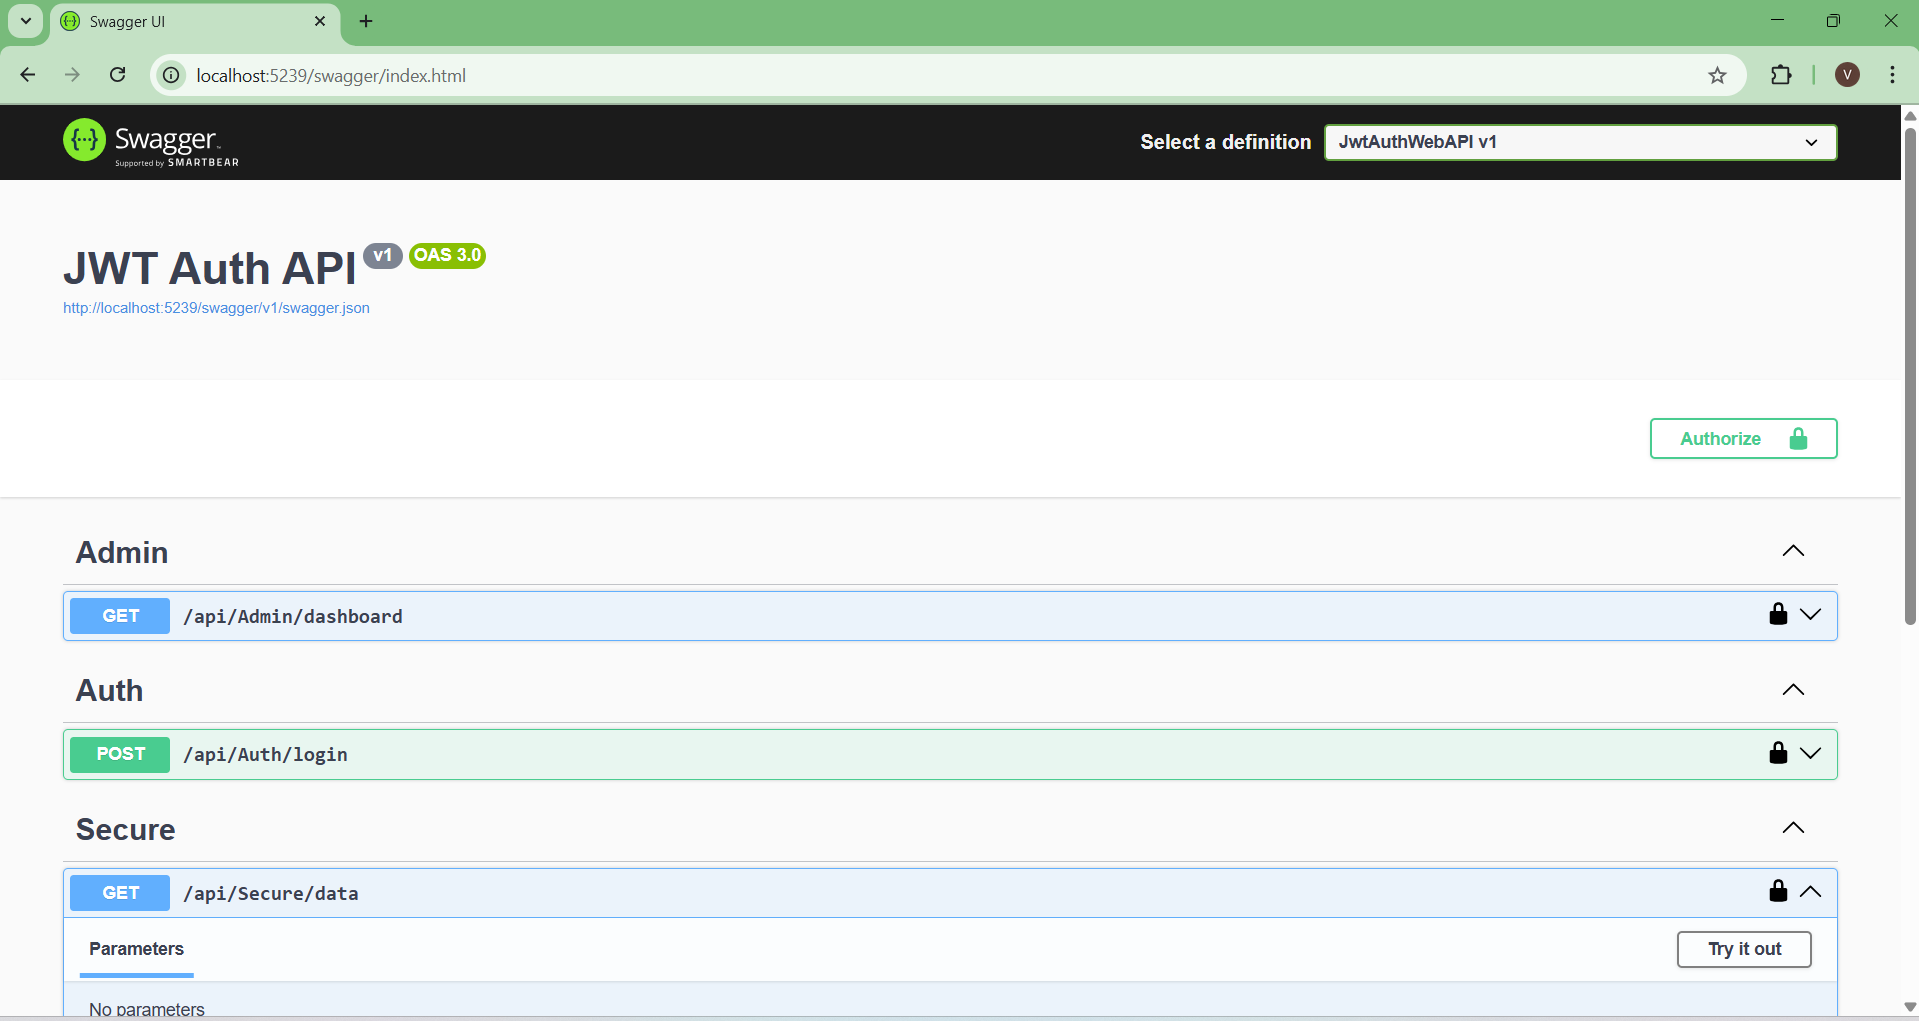 Swagger UI
localhost:5239/swagger/index.html
V
{···} Swagger™
Supported by SMARTBEAR
Select a definition
JwtAuthWebAPI v1
JWT Auth API v1 OAS 3.0
http://localhost:5239/swagger/v1/swagger.json
Authorize
Admin
GET /api/Admin/dashboard
Auth
POST /api/Auth/login
Secure
GET /api/Secure/data
Parameters
Try it out
No parameters